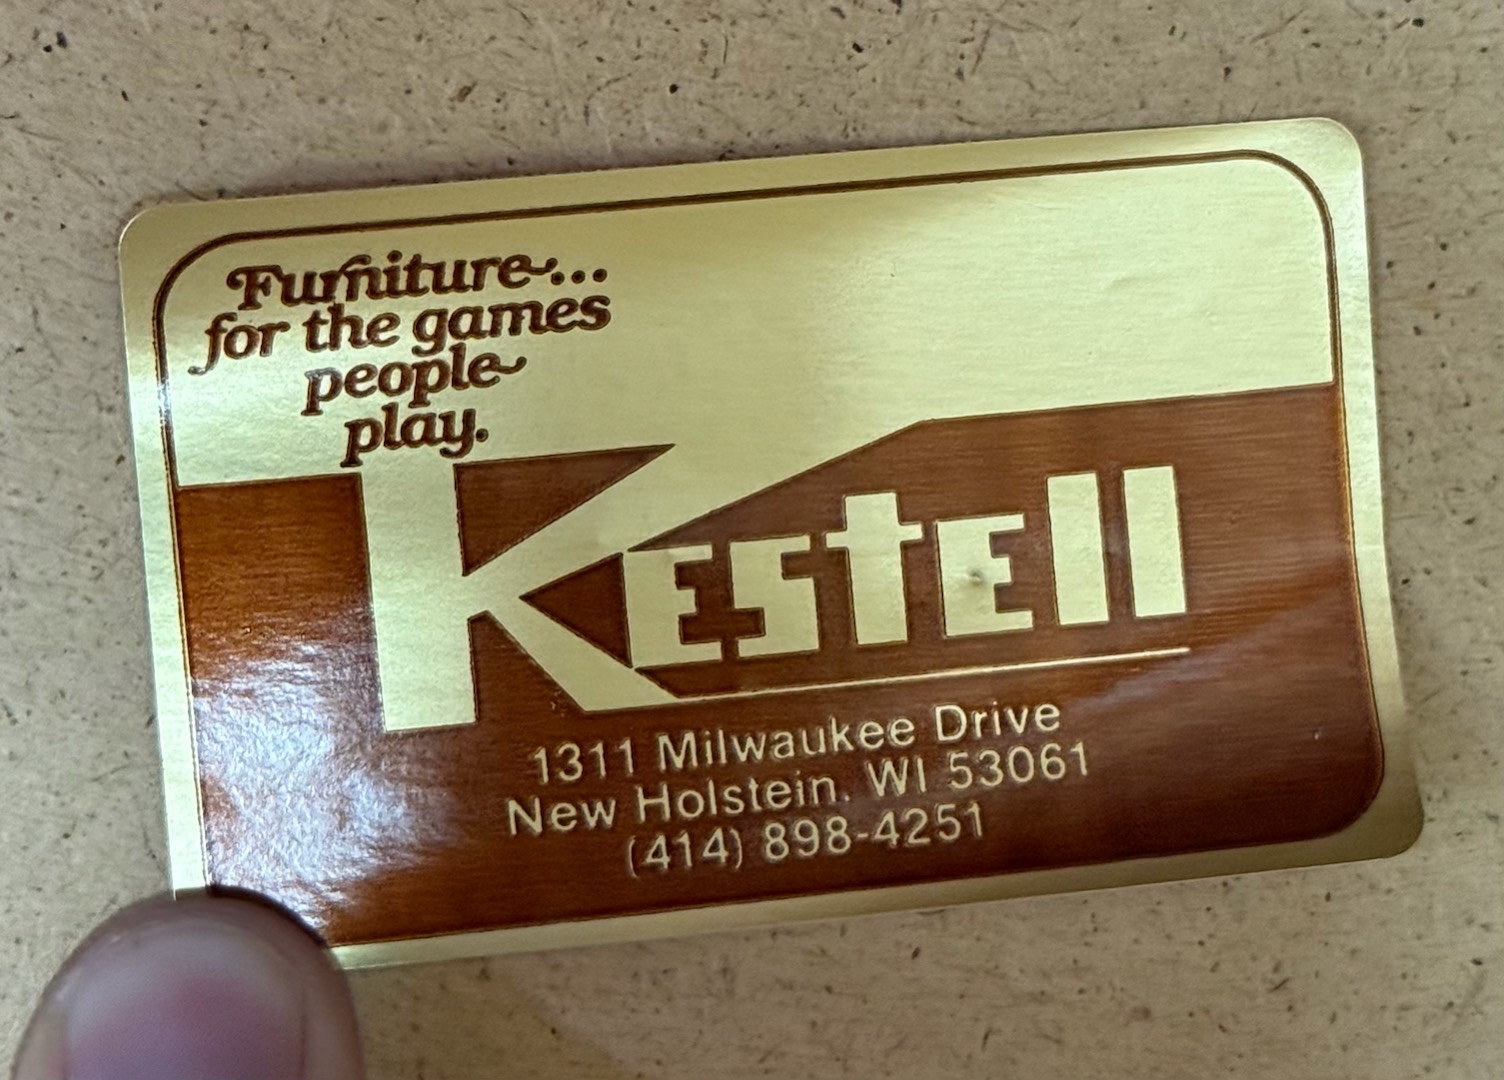 Furniture...
for the games
people
play.
Kestell
1311 Milwaukee Drive
New Holstein. WI 53061
(414) 898-4251